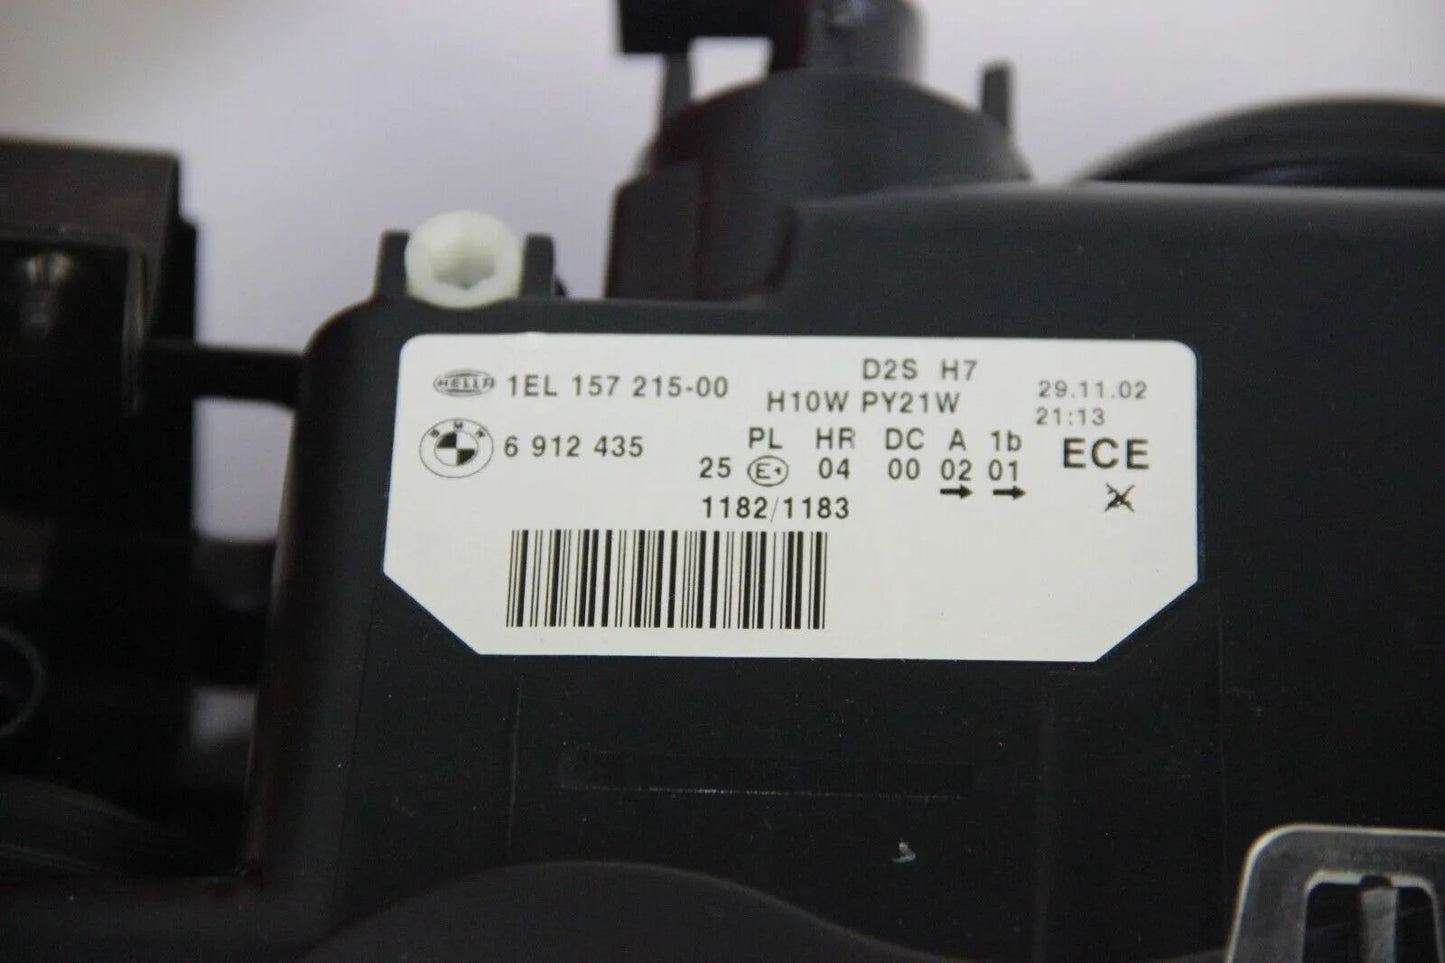 HELLA 1EL 157 215-00
D2S H7
H10W PY21W
29.11.02
21:13
BMW 6 912 435
PL HR DC A 1b
25 E1 04 00 02 01
→ →
1182/1183
ECE